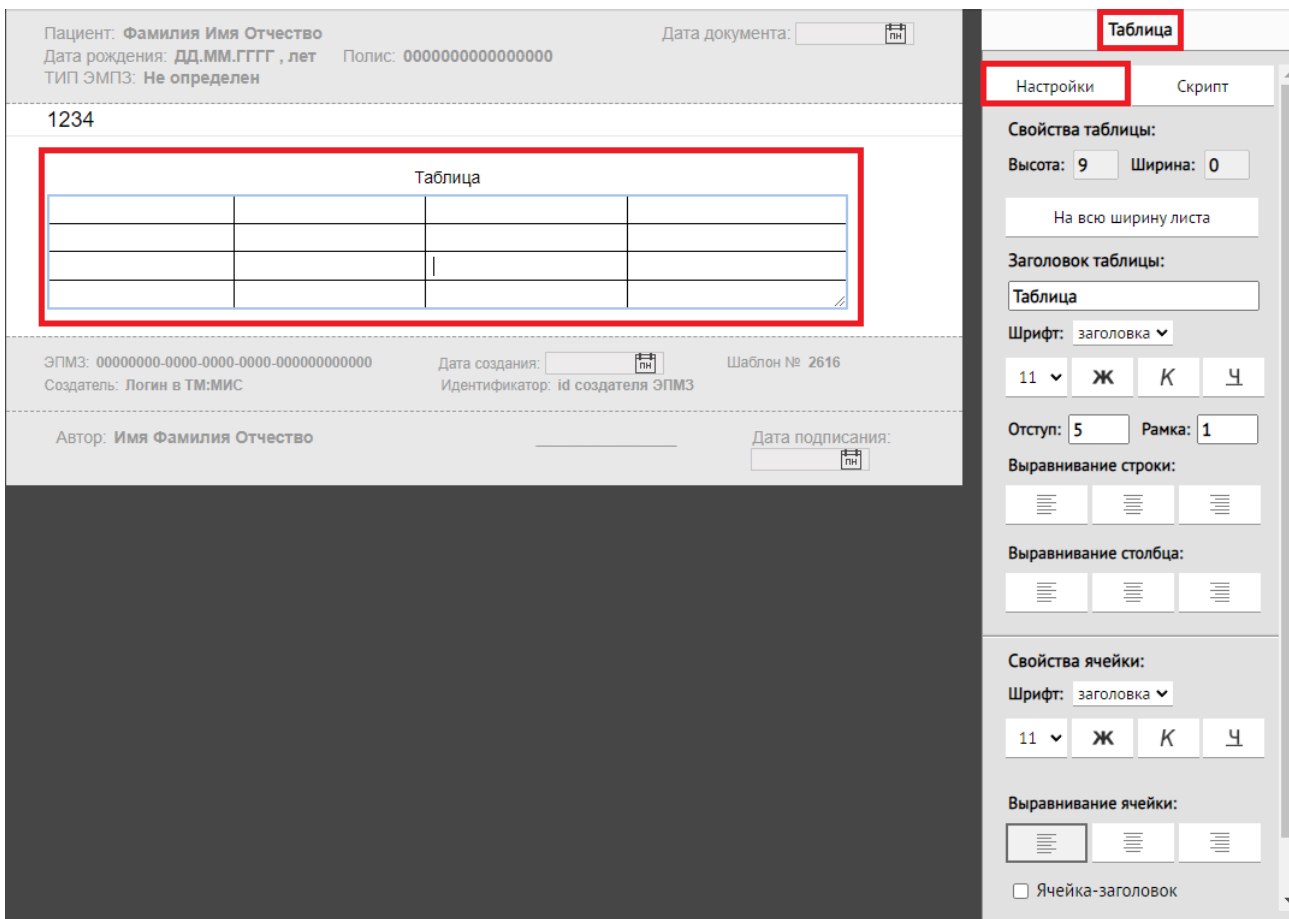 Пациент: Фамилия Имя Отчество
Дата документа:
пн
Дата рождения: ДД.ММ.ГГГГ , лет Полис: 0000000000000000
ТИП ЭМПЗ: Не определен
1234
Таблица
ЭПМЗ: 00000000-0000-0000-0000-000000000000
Дата создания:
пн
Шаблон № 2616
Создатель: Логин в ТМ:МИС
Идентификатор: id создателя ЭПМЗ
Автор: Имя Фамилия Отчество
Дата подписания:
пн
Таблица
Настройки Скрипт
Свойства таблицы:
Высота: 9 Ширина: 0
На всю ширину листа
Заголовок таблицы:
Таблица
Шрифт: заголовка
11 Ж К Ч
Отступ: 5 Рамка: 1
Выравнивание строки:
Выравнивание столбца:
Свойства ячейки:
Шрифт: заголовка
11 Ж К Ч
Выравнивание ячейки:
Ячейка-заголовок